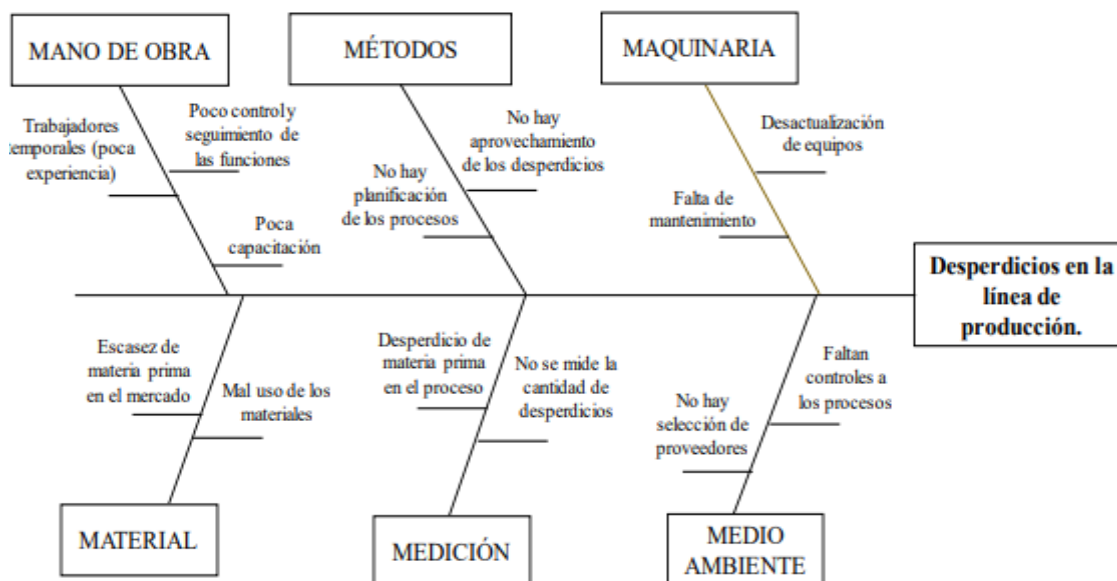 MANO DE OBRA
MÉTODOS
MAQUINARIA
Trabajadores
temporales (poca
experiencia)
Poco control y
seguimiento de
las funciones
Poca
capacitación
No hay
planificación
de los procesos
No hay
aprovechamiento
de los desperdicios
Desactualización
de equipos
Falta de
mantenimiento
Desperdicios en la
línea de
producción.
Escasez de
materia prima
en el mercado
Mal uso de los
materiales
Desperdicio de
materia prima
en el proceso
No se mide la
cantidad de
desperdicios
No hay
selección de
proveedores
Faltan
controles a
los procesos
MATERIAL
MEDICIÓN
MEDIO
AMBIENTE